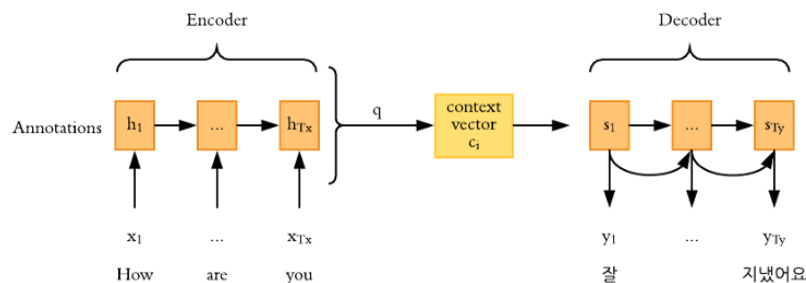 Encoder
Decoder
Annotations
h₁
...
hTx
q
context
vector
cᵢ
s₁
...
sTy
x₁
...
xTx
y₁
...
yTy
How
are
you
잘
지냈어요